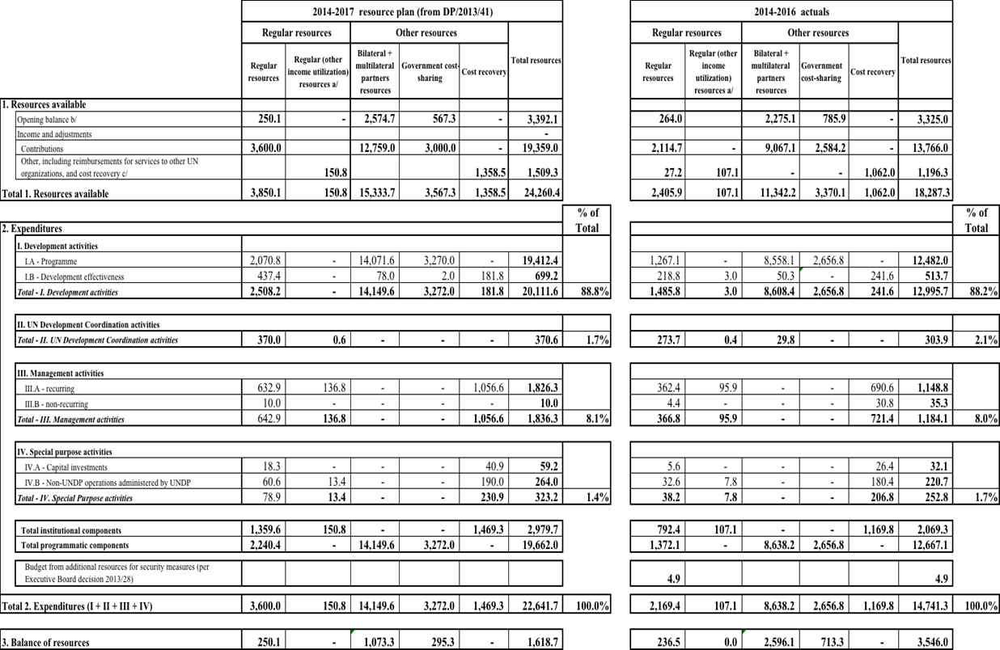 2014-2017 resource plan (from DP/2013/41) 2014-2016 actuals
Regular resources Other resources Total resources Regular resources Other resources Total resources
Regular resources Regular (other income utilization) resources a/ Bilateral + multilateral partners resources Government cost-sharing Cost recovery Regular resources Regular (other income utilization) resources a/ Bilateral + multilateral partners resources Government cost-sharing Cost recovery
1. Resources available
Opening balance b/ 250.1 - 2,574.7 567.3 - 3,392.1 264.0 2,275.1 785.9 - 3,325.0
Income and adjustments -
Contributions 3,600.0 12,759.0 3,000.0 - 19,359.0 2,114.7 - 9,067.1 2,584.2 - 13,766.0
Other, including reimbursements for services to other UN
organizations, and cost recovery c/ 150.8 1,358.5 1,509.3 27.2 107.1 - - 1,062.0 1,196.3
Total 1. Resources available 3,850.1 150.8 15,333.7 3,567.3 1,358.5 24,260.4 2,405.9 107.1 11,342.2 3,370.1 1,062.0 18,287.3
% of % of
2. Expenditures Total Total
I. Development activities
I.A - Programme 2,070.8 - 14,071.6 3,270.0 - 19,412.4 1,267.1 - 8,558.1 2,656.8 - 12,482.0
I.B - Development effectiveness 437.4 - 78.0 2.0 181.8 699.2 218.8 3.0 50.3 - 241.6 513.7
Total - I. Development activities 2,508.2 - 14,149.6 3,272.0 181.8 20,111.6 88.8% 1,485.8 3.0 8,608.4 2,656.8 241.6 12,995.7 88.2%
II. UN Development Coordination activities
Total - II. UN Development Coordination activities 370.0 0.6 - - - 370.6 1.7% 273.7 0.4 29.8 - - 303.9 2.1%
III. Management activities
III.A - recurring 632.9 136.8 - - 1,056.6 1,826.3 362.4 95.9 - - 690.6 1,148.8
III.B - non-recurring 10.0 - - - - 10.0 4.4 - - - 30.8 35.3
Total - III. Management activities 642.9 136.8 - - 1,056.6 1,836.3 8.1% 366.8 95.9 - - 721.4 1,184.1 8.0%
IV. Special purpose activities
IV.A - Capital investments 18.3 - - - 40.9 59.2 5.6 - - - 26.4 32.1
IV.B - Non-UNDP operations administered by UNDP 60.6 13.4 - - 190.0 264.0 32.6 7.8 - - 180.4 220.7
Total - IV. Special Purpose activities 78.9 13.4 - - 230.9 323.2 1.4% 38.2 7.8 - - 206.8 252.8 1.7%
Total institutional components 1,359.6 150.8 - - 1,469.3 2,979.7 792.4 107.1 - - 1,169.8 2,069.3
Total programmatic components 2,240.4 - 14,149.6 3,272.0 - 19,662.0 1,372.1 - 8,638.2 2,656.8 - 12,667.1
Budget from additional resources for security measures (per
Executive Board decision 2013/28) 4.9 4.9
Total 2. Expenditures (I + II + III + IV) 3,600.0 150.8 14,149.6 3,272.0 1,469.3 22,641.7 100.0% 2,169.4 107.1 8,638.2 2,656.8 1,169.8 14,741.3 100.0%
3. Balance of resources 250.1 - 1,073.3 295.3 - 1,618.7 236.5 0.0 2,596.1 713.3 - 3,546.0